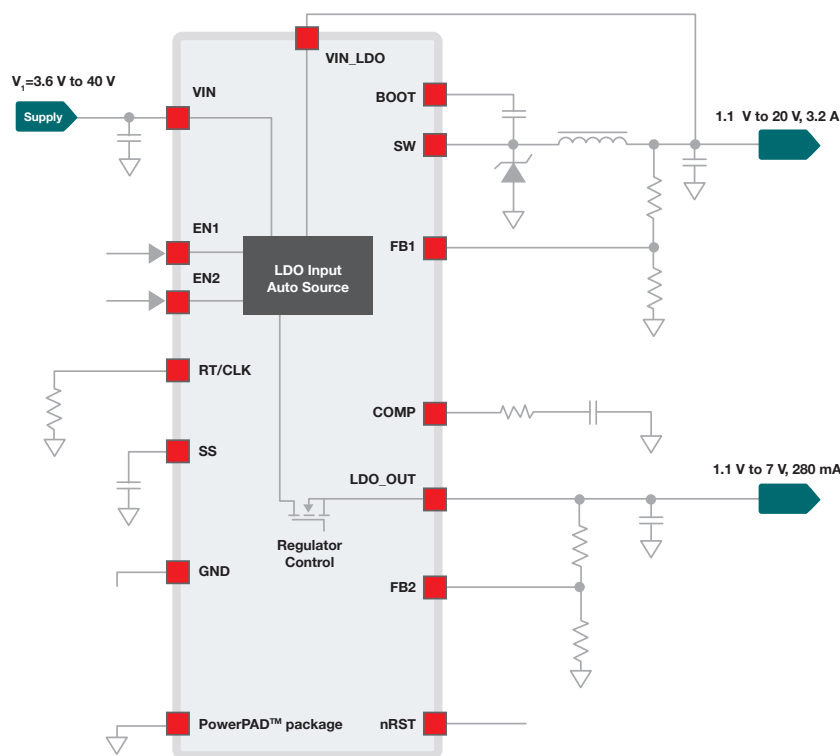 VIN_LDO
V1=3.6 V to 40 V
VIN
BOOT
Supply
1.1 V to 20 V, 3.2 A
SW
EN1
FB1
EN2
LDO Input
Auto Source
RT/CLK
COMP
SS
LDO_OUT
1.1 V to 7 V, 280 mA
Regulator
Control
GND
FB2
PowerPAD™ package
nRST